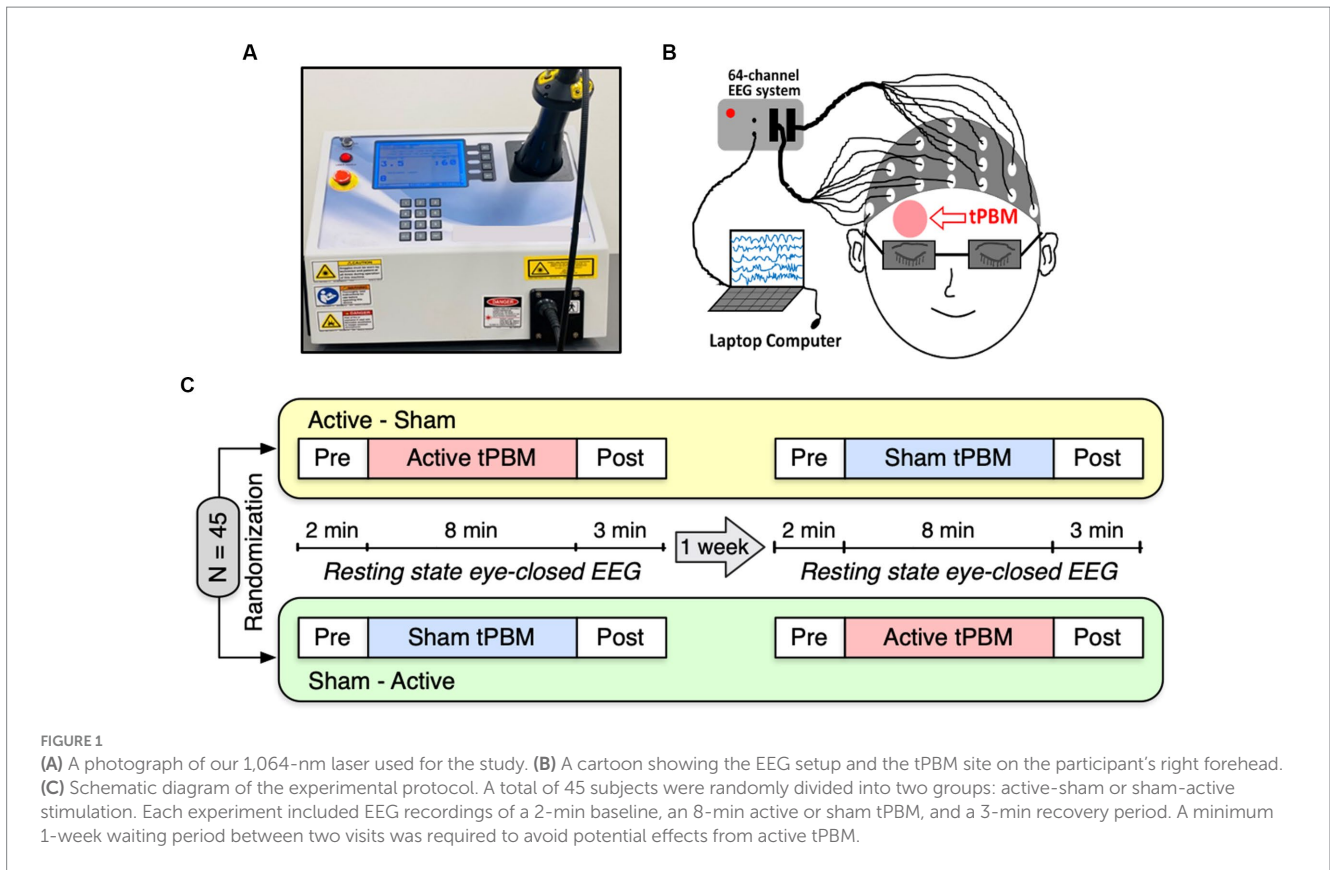 A
B
3.5
160
CAUTION
DANGER
DANGER
64-channel
EEG system
tPBM
Laptop Computer
C
Active - Sham
Pre
Active tPBM
Post
Pre
Sham tPBM
Post
N = 45
Randomization
2 min
8 min
3 min
1 week
2 min
8 min
3 min
Resting state eye-closed EEG
Resting state eye-closed EEG
Pre
Sham tPBM
Post
Pre
Active tPBM
Post
Sham - Active
FIGURE 1
(A) A photograph of our 1,064-nm laser used for the study. (B) A cartoon showing the EEG setup and the tPBM site on the participant's right forehead.
(C) Schematic diagram of the experimental protocol. A total of 45 subjects were randomly divided into two groups: active-sham or sham-active
stimulation. Each experiment included EEG recordings of a 2-min baseline, an 8-min active or sham tPBM, and a 3-min recovery period. A minimum
1-week waiting period between two visits was required to avoid potential effects from active tPBM.